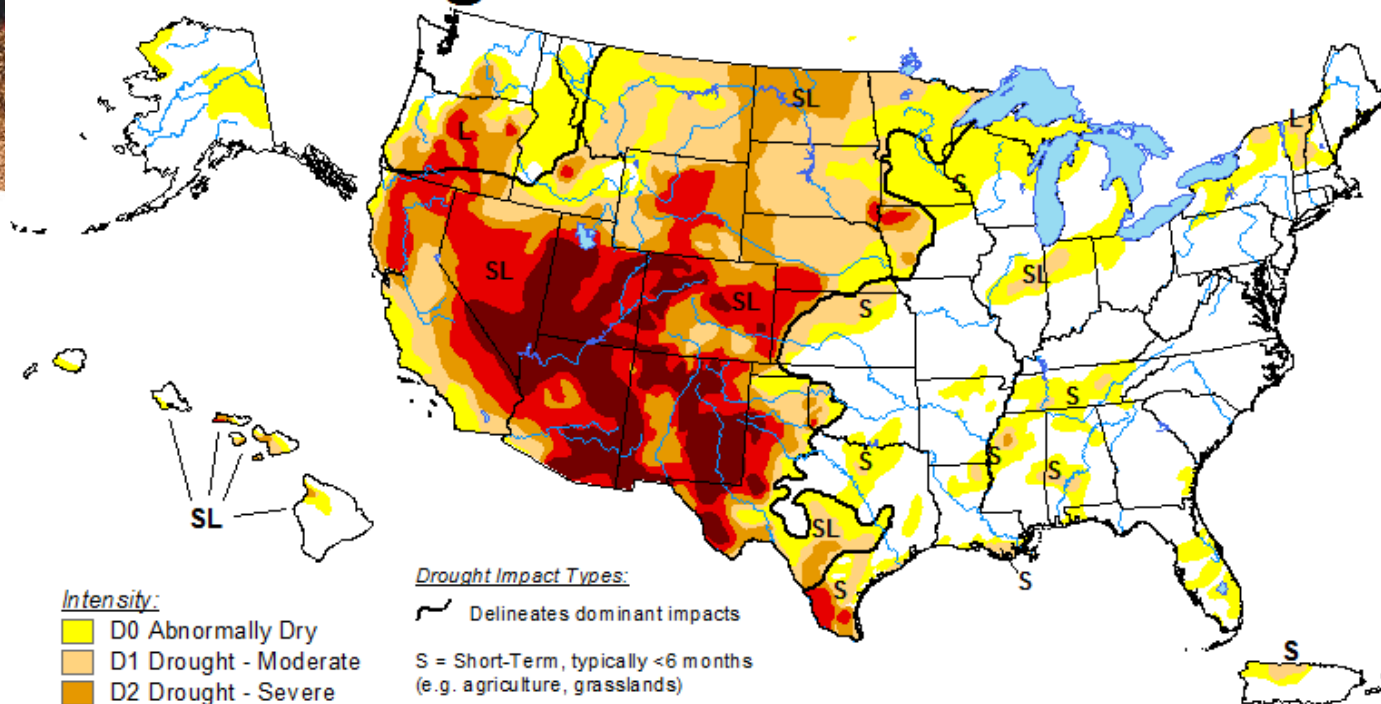 SL
L
S
SL
SL
SL
S
L
SL
S
S
S
S
SL
S
S
SL
S
Intensity:
D0 Abnormally Dry
D1 Drought - Moderate
D2 Drought - Severe
Drought Impact Types:
Delineates dominant impacts
S = Short-Term, typically <6 months
(e.g. agriculture, grasslands)